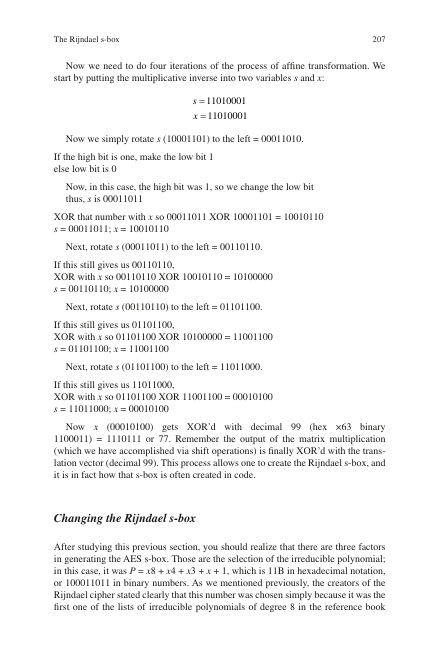 The Rijndael s-box 207
Now we need to do four iterations of the process of affine transformation. We
start by putting the multiplicative inverse into two variables s and x:
s = 11010001
x = 11010001
Now we simply rotate s (10001101) to the left = 00011010.
If the high bit is one, make the low bit 1
else low bit is 0
Now, in this case, the high bit was 1, so we change the low bit
thus, s is 00011011
XOR that number with x so 00011011 XOR 10001101 = 10010110
s = 00011011; x = 10010110
Next, rotate s (00011011) to the left = 00110110.
If this still gives us 00110110,
XOR with x so 00110110 XOR 10010110 = 10100000
s = 00110110; x = 10100000
Next, rotate s (00110110) to the left = 01101100.
If this still gives us 01101100,
XOR with x so 01101100 XOR 10100000 = 11001100
s = 01101100; x = 11001100
Next, rotate s (01101100) to the left = 11011000.
If this still gives us 11011000,
XOR with x so 01101100 XOR 11001100 = 00010100
s = 11011000; x = 00010100
Now x (00010100) gets XOR'd with decimal 99 (hex ×63 binary
1100011) = 1110111 or 77. Remember the output of the matrix multiplication
(which we have accomplished via shift operations) is finally XOR'd with the trans-
lation vector (decimal 99). This process allows one to create the Rijndael s-box, and
it is in fact how that s-box is often created in code.
Changing the Rijndael s-box
After studying this previous section, you should realize that there are three factors
in generating the AES s-box. Those are the selection of the irreducible polynomial;
in this case, it was P = x8 + x4 + x3 + x + 1, which is 11B in hexadecimal notation,
or 100011011 in binary numbers. As we mentioned previously, the creators of the
Rijndael cipher stated clearly that this number was chosen simply because it was the
first one of the lists of irreducible polynomials of degree 8 in the reference book